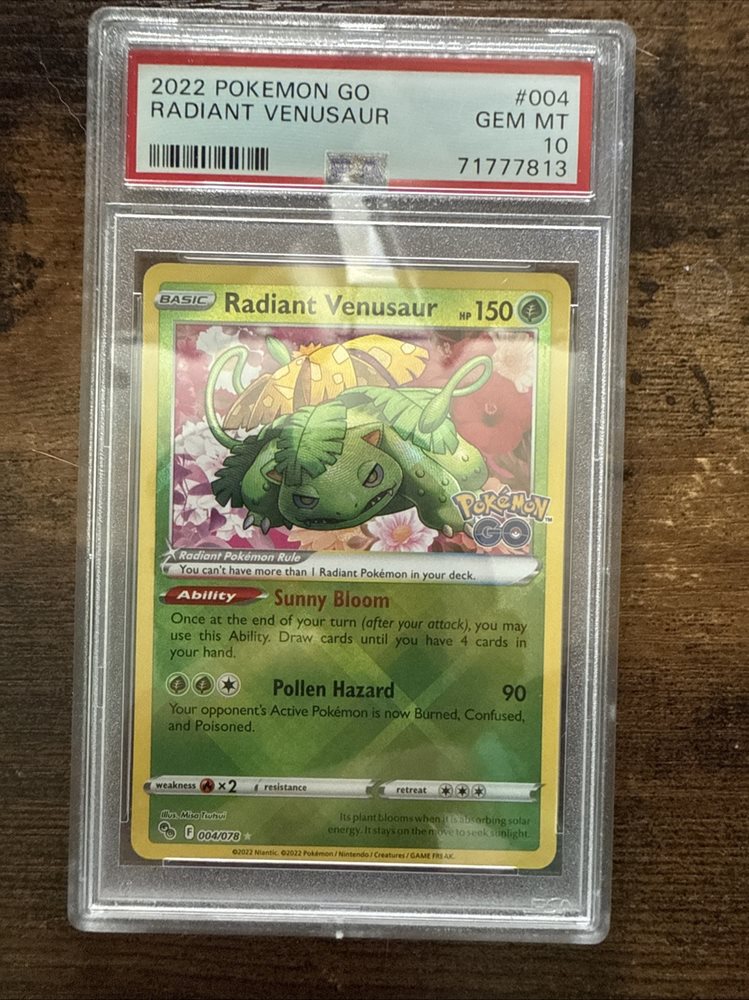 2022 POKEMON GO #004
RADIANT VENUSAUR GEM MT
10
71777813
BASIC Radiant Venusaur HP 150
POKÉMON™
GO
Radiant Pokémon Rule
You can't have more than 1 Radiant Pokémon in your deck.
Ability Sunny Bloom
Once at the end of your turn (after your attack), you may
use this Ability. Draw cards until you have 4 cards in
your hand.
Pollen Hazard 90
Your opponent's Active Pokémon is now Burned, Confused,
and Poisoned.
weakness ×2 resistance retreat
Illus. Misa Tsutsui
Its plant blooms when it is absorbing solar
energy. It stays on the move to seek sunlight.
F 004/078
©2022 Niantic. ©2022 Pokémon / Nintendo / Creatures / GAME FREAK.